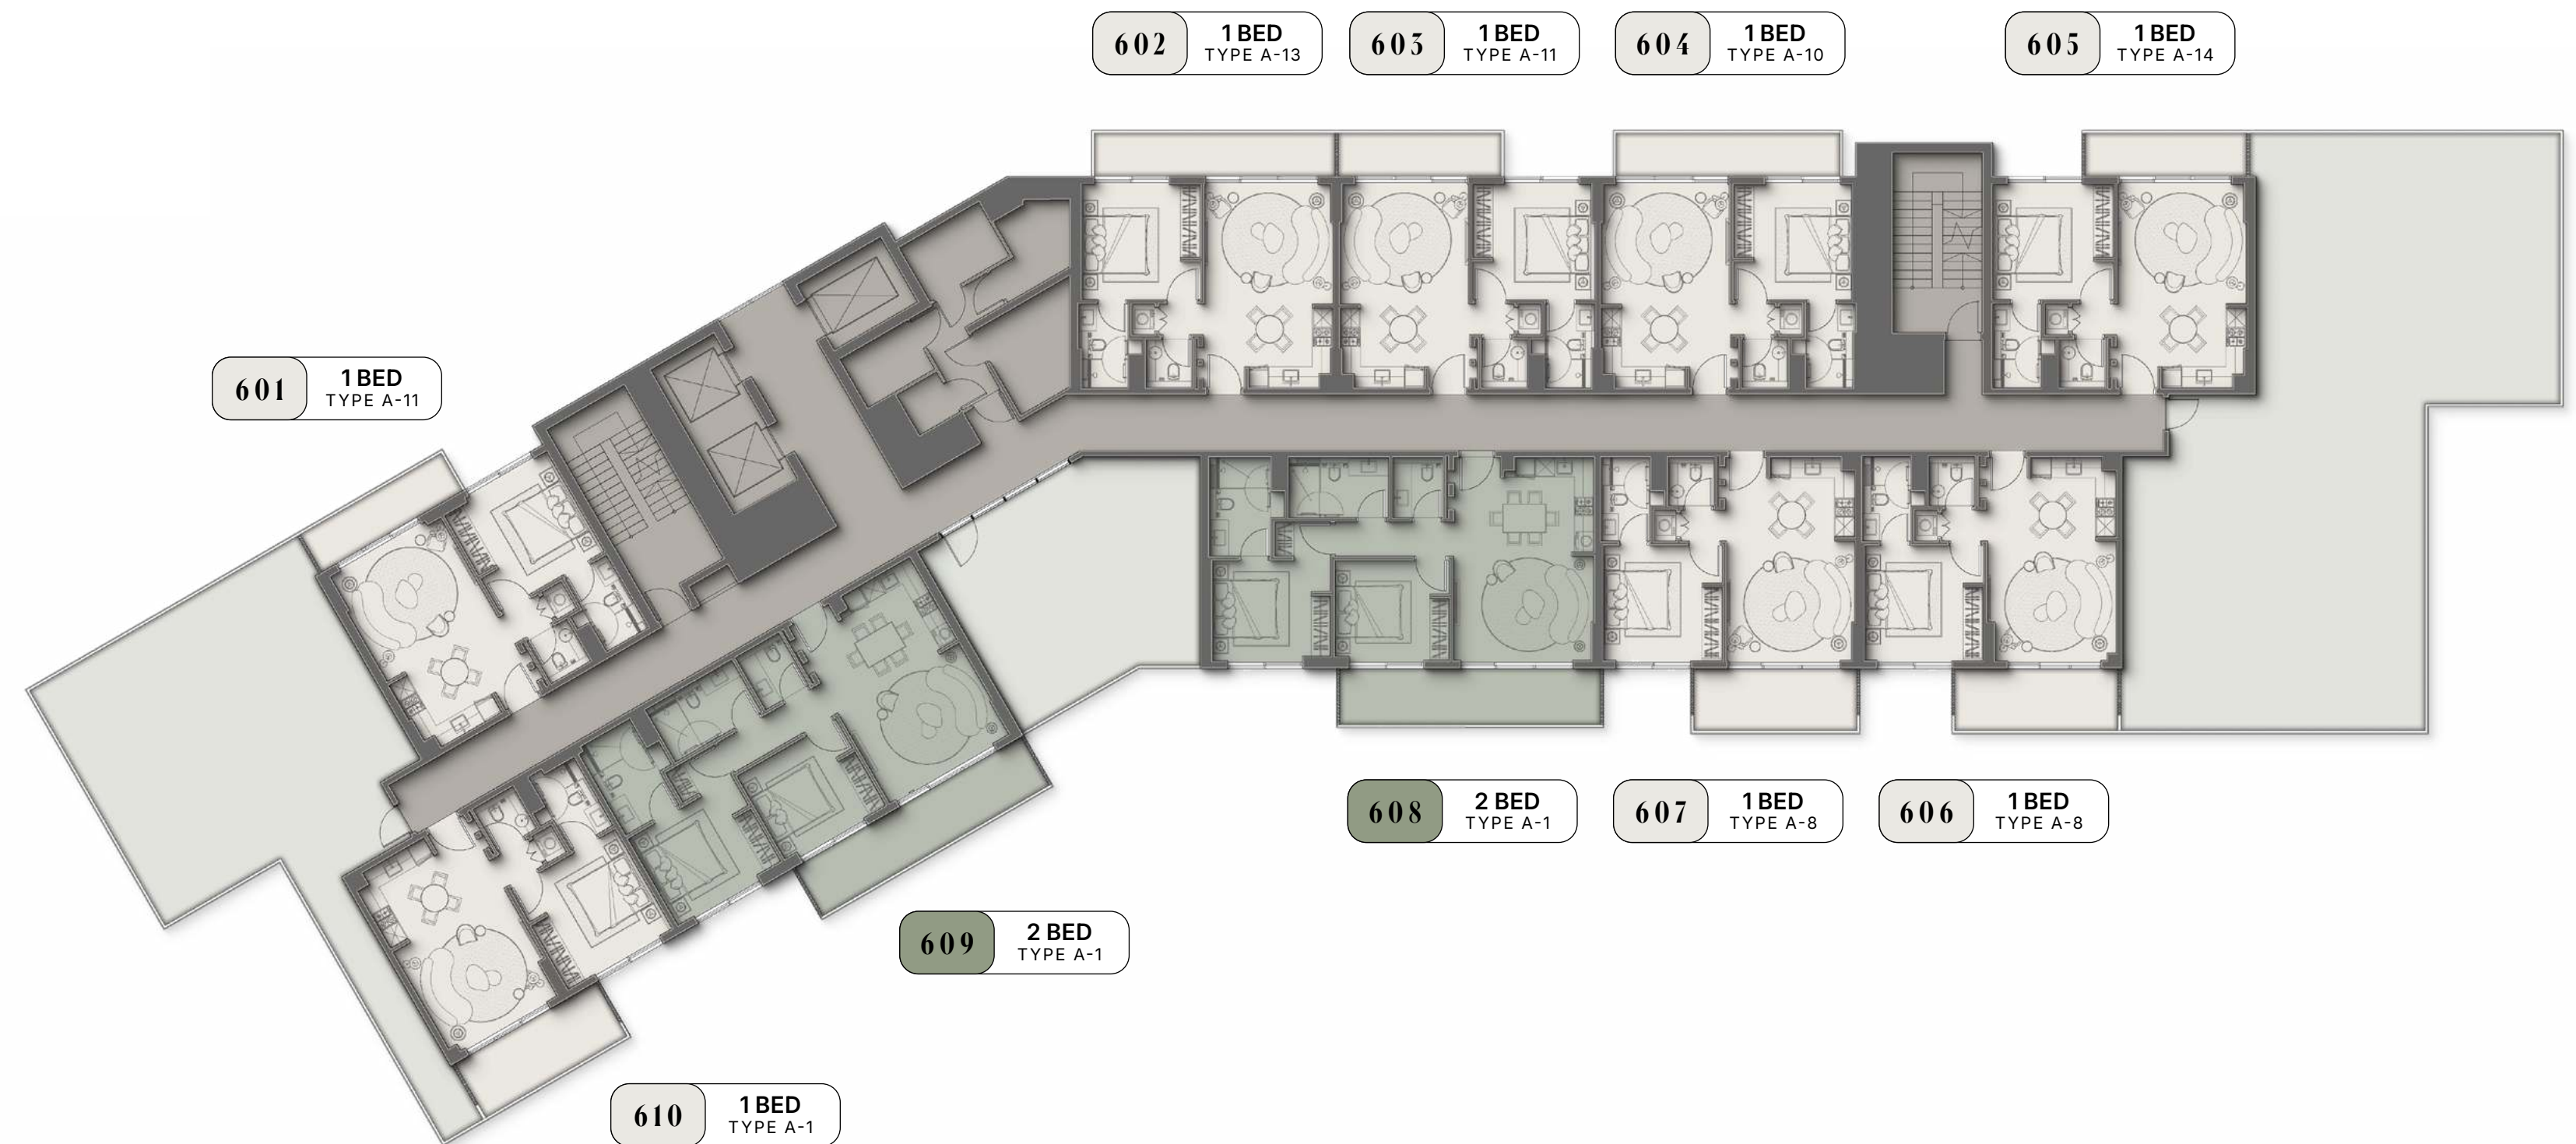 602
1 BED
TYPE A-13
603
1 BED
TYPE A-11
604
1 BED
TYPE A-10
605
1 BED
TYPE A-14
601
1 BED
TYPE A-11
608
2 BED
TYPE A-1
607
1 BED
TYPE A-8
606
1 BED
TYPE A-8
609
2 BED
TYPE A-1
610
1 BED
TYPE A-1